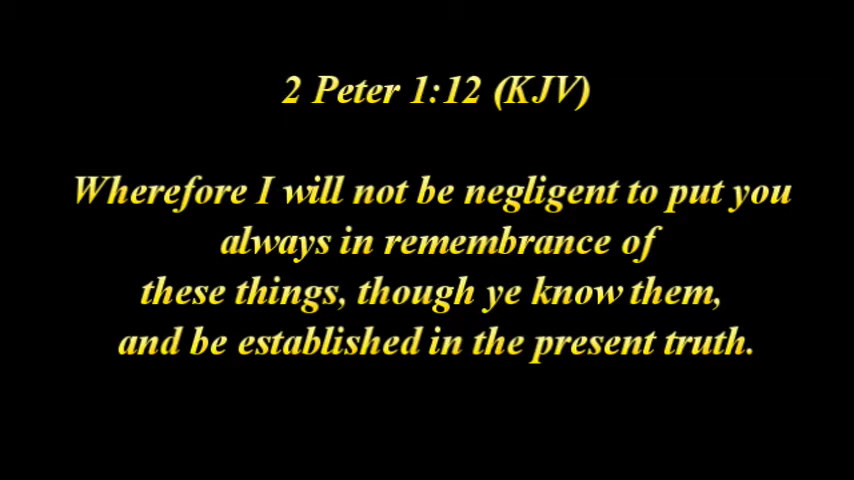 2 Peter 1:12 (KJV)
Wherefore I will not be negligent to put you
always in remembrance of
these things, though ye know them,
and be established in the present truth.